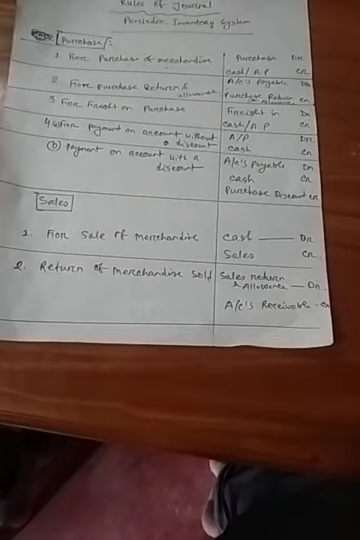 Rules of Journal
Periodic Inventory System
Purchase:
1. For Purchase of merchandise
Purchase Dr.
cash/A.P cr.
2. For purchase Return & allowance
A/c's Payable Dr.
Purchase Return & allowance cr
3. For Freight on Purchase
Freight in Dr
cash/A P cr.
4. (a) For payment on account without a discount
A/P Dr.
cash cr.
(b) Payment on account with a discount
A/c's Payable Dr
cash cr.
Purchase Discount cr
Sales
1. For Sale of Merchandise
cash — Dr.
Sales cr.
2. Return of Merchandise sold
Sales return & Allowance — Dr.
A/c's Receivable - cr